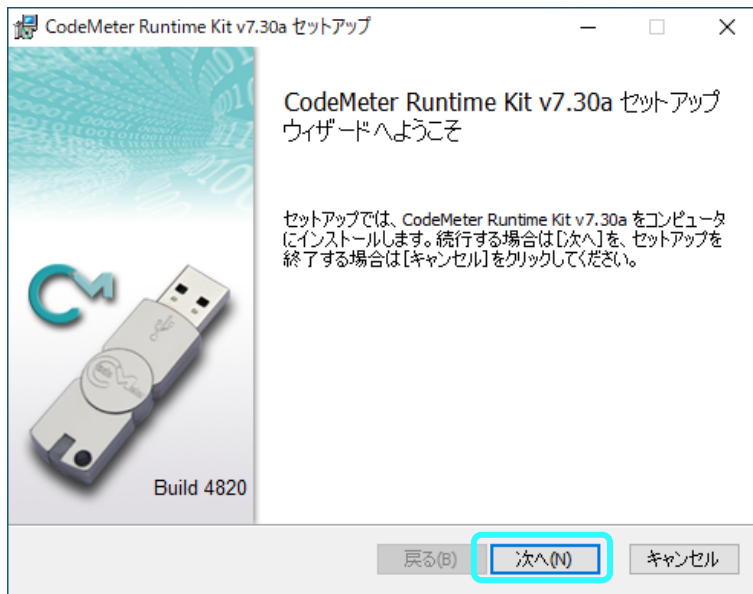 CodeMeter Runtime Kit v7.30a セットアップ
CodeMeter Runtime Kit v7.30a セットアップ
ウィザードへようこそ
セットアップでは、CodeMeter Runtime Kit v7.30a をコンピュータ
にインストールします。続行する場合は[次へ]を、セットアップを
終了する場合は[キャンセル]をクリックしてください。
CM
Build 4820
戻る(B) 次へ(N) キャンセル